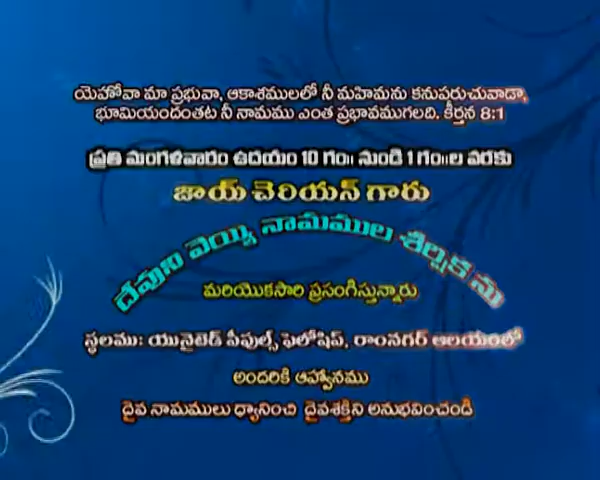 యెహోవా మా ప్రభువా, ఆకాశములలో నీ మహిమను కనుపరుచువాడా,
భూమియందంతట నీ నామము ఎంత ప్రభావముగలది. కీర్తన 8:1
ప్రతి మంగళవారం ఉదయం 10 గం॥ నుండి 1 గం॥ల వరకు
జాయ్ చెరియన్ గారు
దేవుని వెయ్యి నామముల శీర్షిక ను
మరియొకసారి ప్రసంగిస్తున్నారు
స్థలము: యునైటెడ్ పీపుల్స్ ఫెలోషిప్, రాంనగర్ ఆలయంలో
అందరికి ఆహ్వానము
దైవ నామములు ధ్యానించి దైవశక్తిని అనుభవించండి